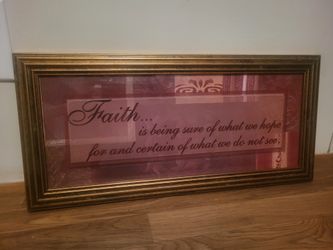 Faith...
is being sure of what we hope
for and certain of what we do not see.